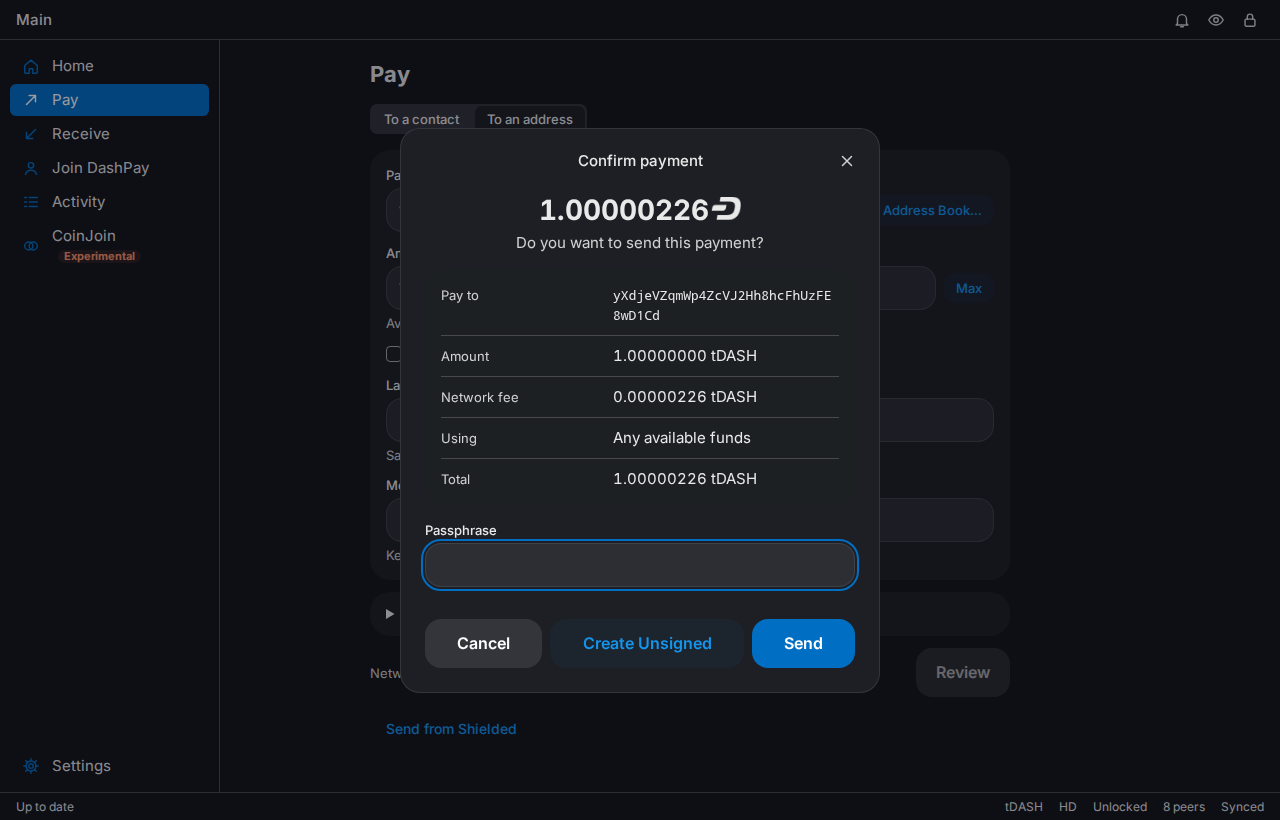 Main
Home
Pay
Receive
Join DashPay
Activity
CoinJoin
Experimental
Settings
Pay
To a contact
To an address
Address Book...
Max
Confirm payment
1.00000226
Do you want to send this payment?
Pay to
yXdjeVZqmWp4ZcVJ2Hh8hcFhUzFE
8wD1Cd
Amount 1.00000000 tDASH
Network fee 0.00000226 tDASH
Using Any available funds
Total 1.00000226 tDASH
Passphrase
Cancel
Create Unsigned
Send
Review
Send from Shielded
Up to date
tDASH HD Unlocked 8 peers Synced